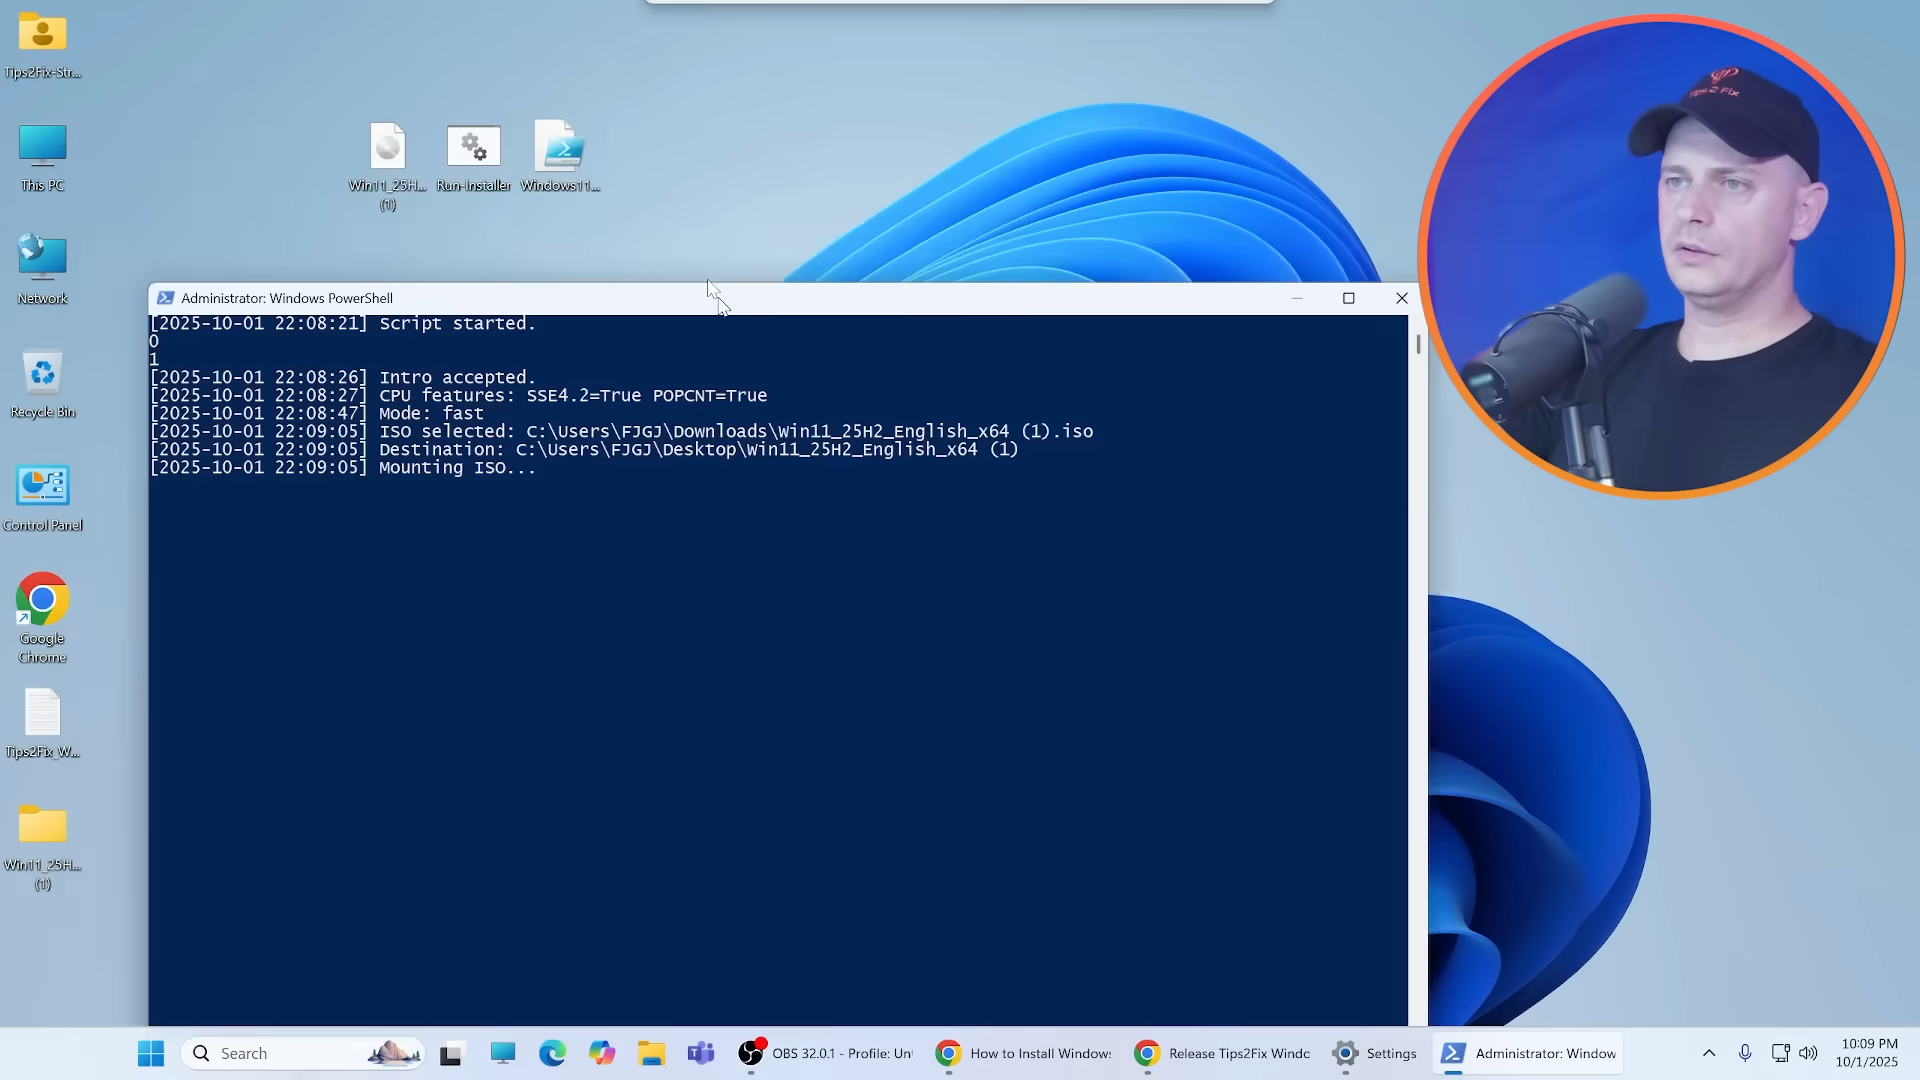 Tips2Fix-Str...
This PC
Network
Recycle Bin
Control Panel
Google
Chrome
Tips2Fix_W...
Win11_25H...
(1)
Win11_25H...
(1)
Run-Installer
Windows11...
Tips 2 Fix
Administrator: Windows PowerShell
[2025-10-01 22:08:21] Script started.
0
1
[2025-10-01 22:08:26] Intro accepted.
[2025-10-01 22:08:27] CPU features: SSE4.2=True POPCNT=True
[2025-10-01 22:08:47] Mode: fast
[2025-10-01 22:09:05] ISO selected: C:\Users\FJGJ\Downloads\Win11_25H2_English_x64 (1).iso
[2025-10-01 22:09:05] Destination: C:\Users\FJGJ\Desktop\Win11_25H2_English_x64 (1)
[2025-10-01 22:09:05] Mounting ISO...
Search
OBS 32.0.1 - Profile: Unt
How to Install Windows
Release Tips2Fix Windo
Settings
Administrator: Window
10:09 PM
10/1/2025